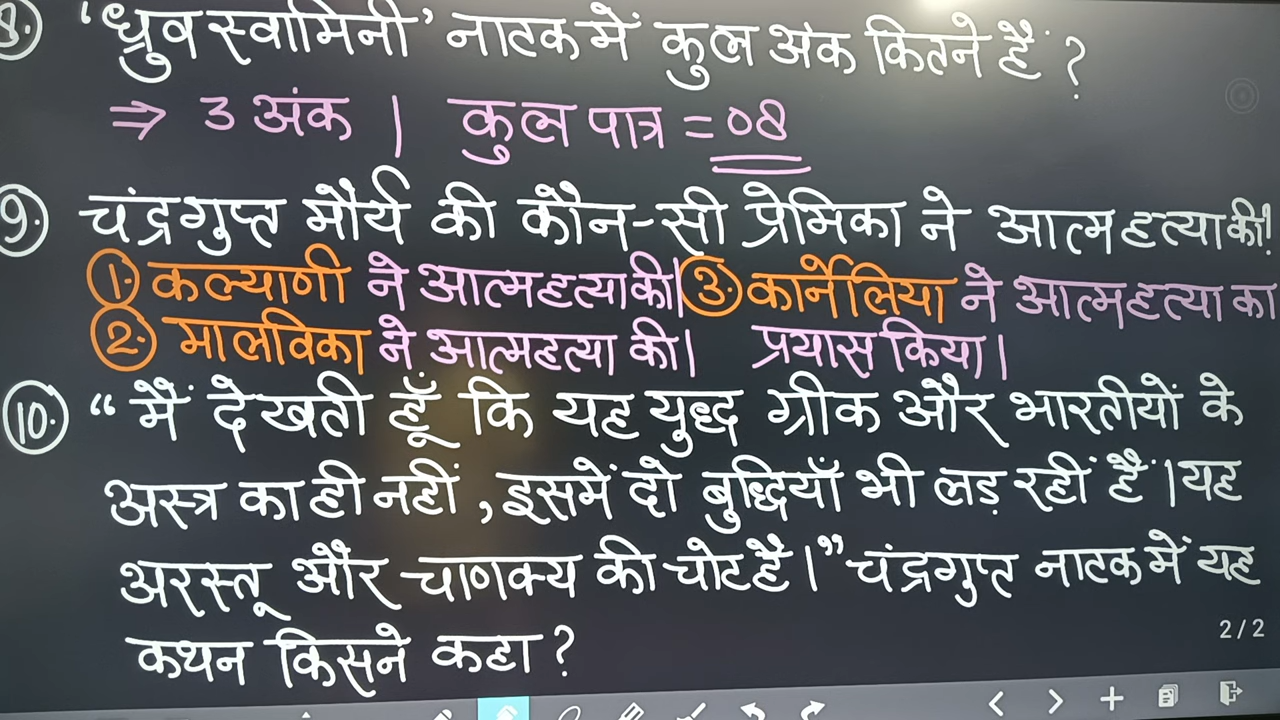 8. 'ध्रुवस्वामिनी' नाटक में कुल अंक कितने हैं ?
⇒ 3 अंक | कुल पात्र = 08
9. चंद्रगुप्त मौर्य की कौन-सी प्रेमिका ने आत्महत्या की!
1. कल्याणी ने आत्महत्या की| 3. कार्नेलिया ने आत्महत्या का
2. मालविका ने आत्महत्या की| प्रयास किया|
10. “मैं देखती हूँ कि यह युद्ध ग्रीक और भारतीयों के
अस्त्र का ही नहीं, इसमें दो बुद्धियाँ भी लड़ रहीं हैं | यह
अरस्तू और चाणक्य की चोट है|” चंद्रगुप्त नाटक में यह
कथन किसने कहा ?
2/2